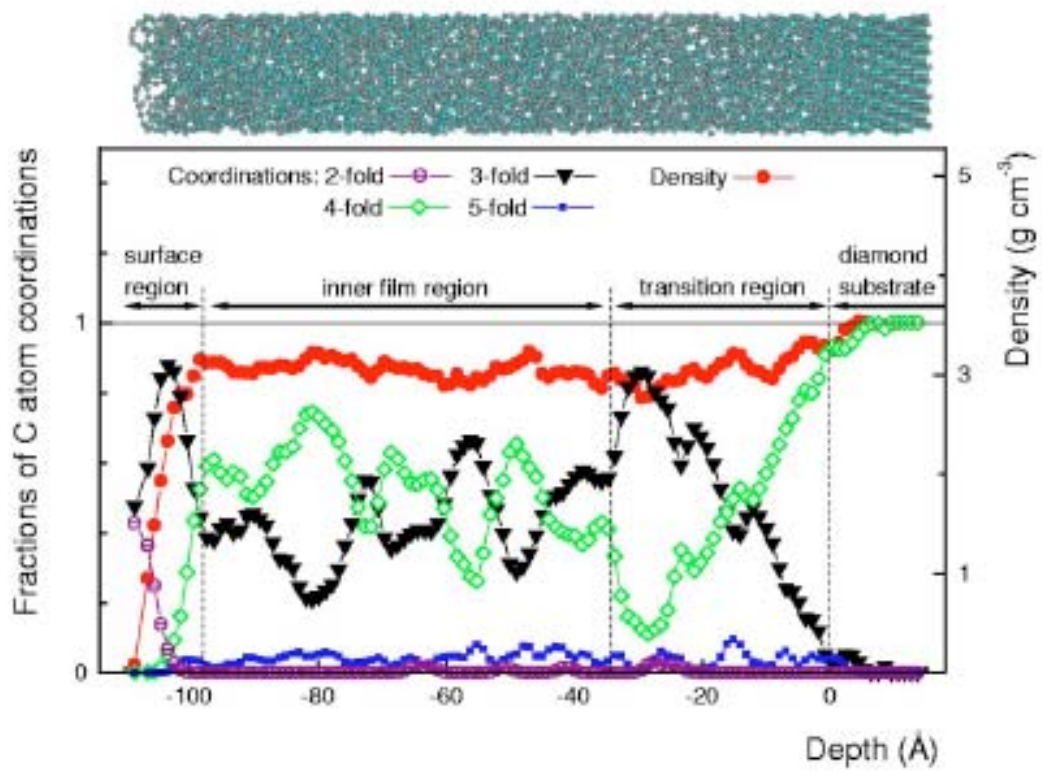 Coordinations: 2-fold 3-fold Density
4-fold 5-fold
surface region
inner film region
transition region
diamond substrate
Fractions of C atom coordinations
1
0
5
3
1
Density (g cm⁻³)
-100 -80 -60 -40 -20 0
Depth (Å)